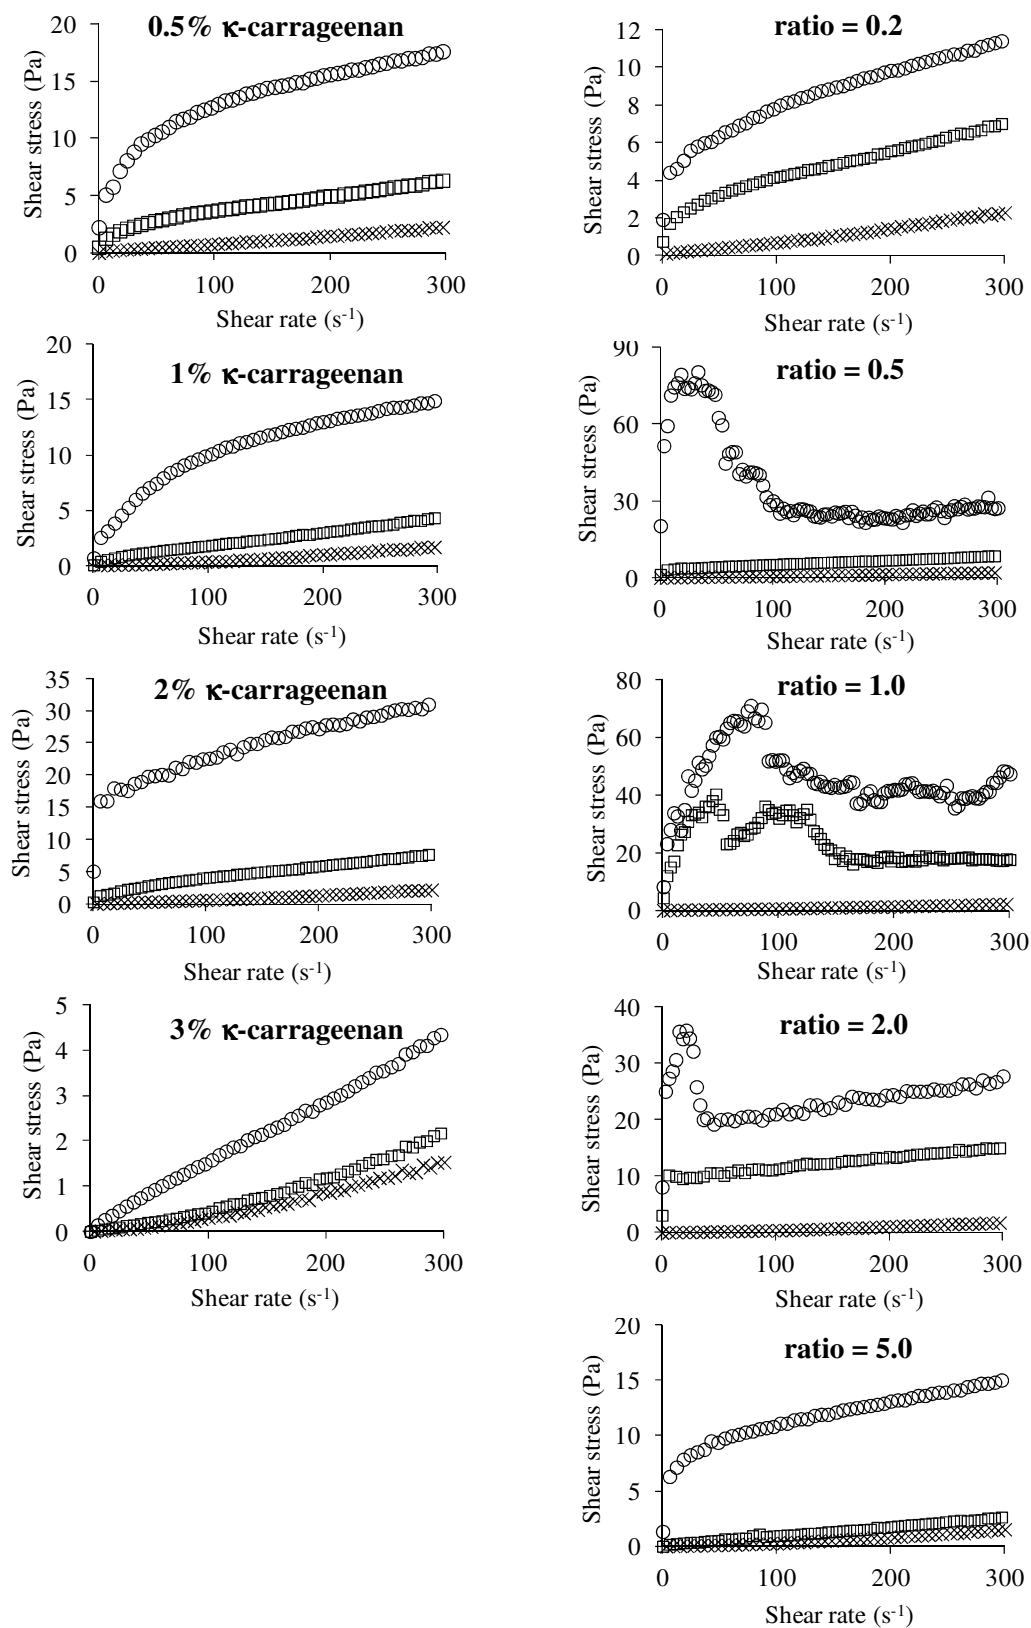 0.5% κ-carrageenan
20
15
10
5
0
Shear stress (Pa)
0 100 200 300
Shear rate (s-1)
ratio = 0.2
12
10
8
6
4
2
0
Shear stress (Pa)
0 100 200 300
Shear rate (s-1)
1% κ-carrageenan
20
15
10
5
0
Shear stress (Pa)
0 100 200 300
Shear rate (s-1)
ratio = 0.5
90
60
30
0
Shear stress (Pa)
0 100 200 300
Shear rate (s-1)
2% κ-carrageenan
35
30
25
20
15
10
5
0
Shear stress (Pa)
0 100 200 300
Shear rate (s-1)
ratio = 1.0
80
60
40
20
0
Shear stress (Pa)
0 100 200 300
Shear rate (s-1)
3% κ-carrageenan
5
4
3
2
1
0
Shear stress (Pa)
0 100 200 300
Shear rate (s-1)
ratio = 2.0
40
30
20
10
0
Shear stress (Pa)
0 100 200 300
Shear rate (s-1)
ratio = 5.0
20
15
10
5
0
Shear stress (Pa)
0 100 200 300
Shear rate (s-1)